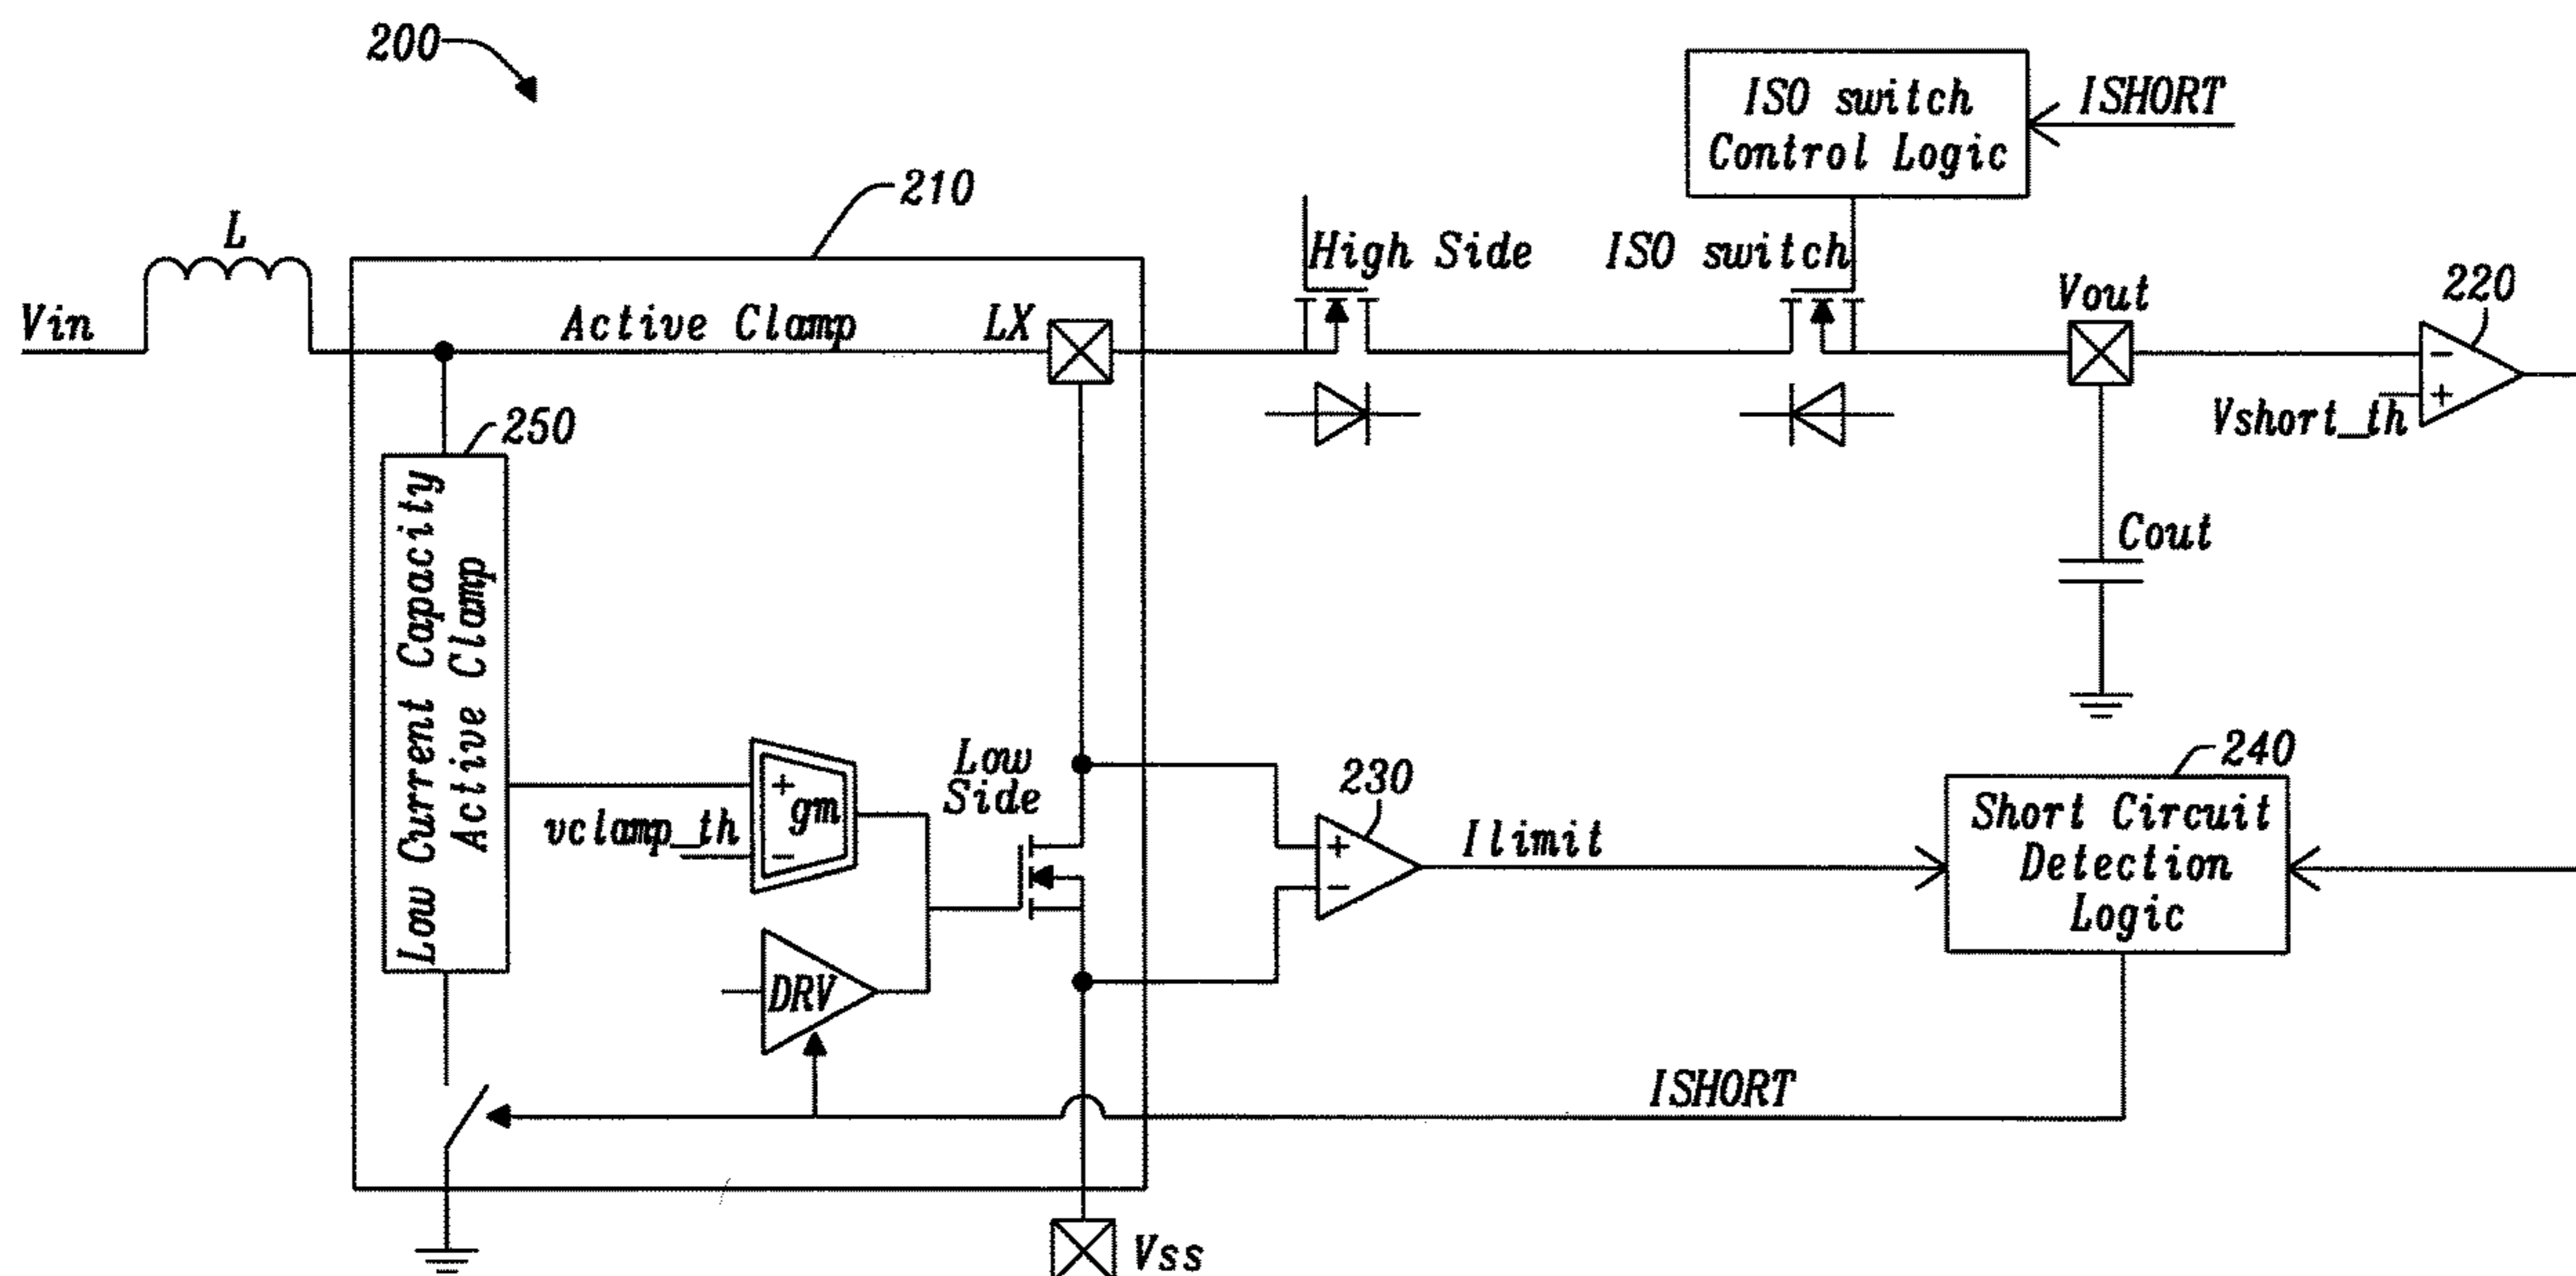 200
ISO switch
Control Logic
ISHORT
210
L
High Side
ISO switch
Vin
Active Clamp
LX
Vout
220
-
+
Vshort_th
250
Low Current Capacity
Active Clamp
Cout
Low
Side
230
240
+
gm
-
vclamp_th
+
-
Ilimit
Short Circuit
Detection
Logic
DRV
ISHORT
Vss